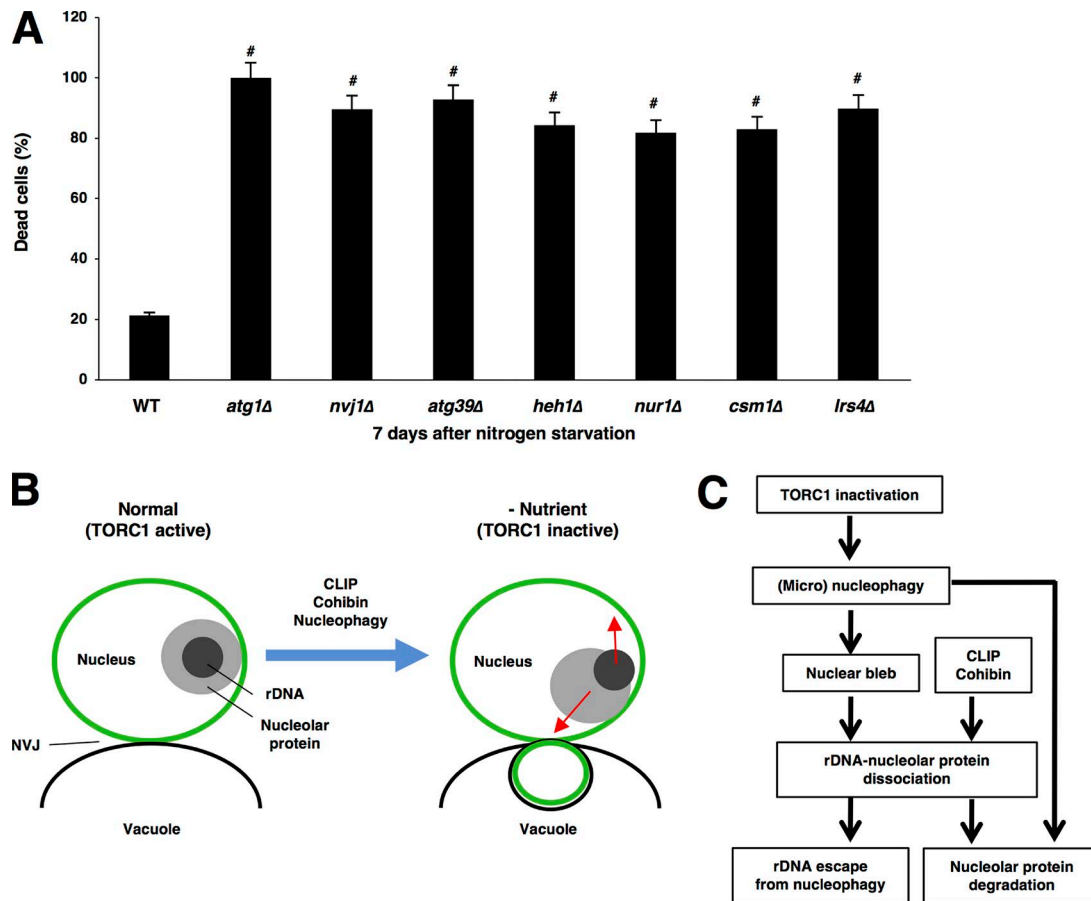 A
120
100
80
60
40
20
0
Dead cells (%)
#
#
#
#
#
#
#
WT
atg1Δ
nvj1Δ
atg39Δ
heh1Δ
nur1Δ
csm1Δ
lrs4Δ
7 days after nitrogen starvation
B
Normal
(TORC1 active)
- Nutrient
(TORC1 inactive)
CLIP
Cohibin
Nucleophagy
Nucleus
rDNA
Nucleolar
protein
NVJ
Vacuole
Nucleus
Vacuole
C
TORC1 inactivation
(Micro) nucleophagy
Nuclear bleb
CLIP
Cohibin
rDNA-nucleolar protein
dissociation
rDNA escape
from nucleophagy
Nucleolar protein
degradation